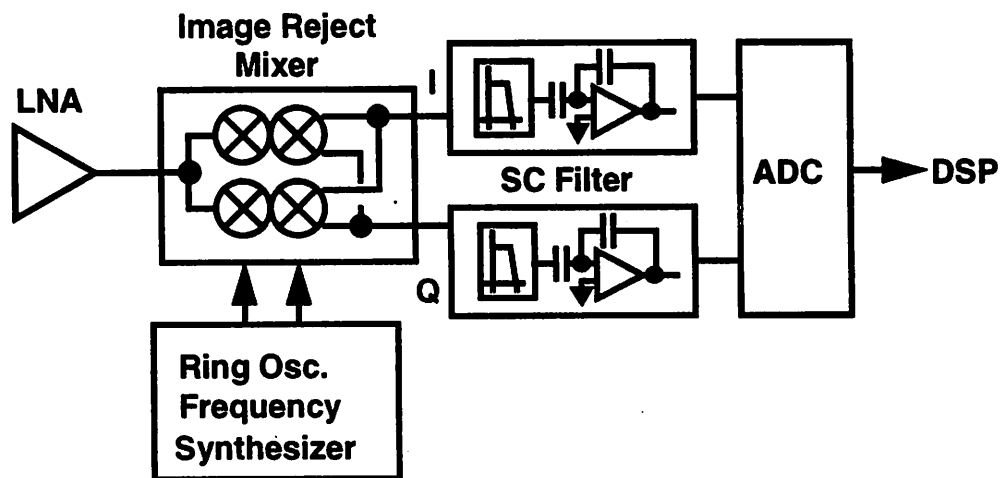 Image Reject
Mixer
LNA
I
SC Filter
ADC
DSP
Q
Ring Osc.
Frequency
Synthesizer